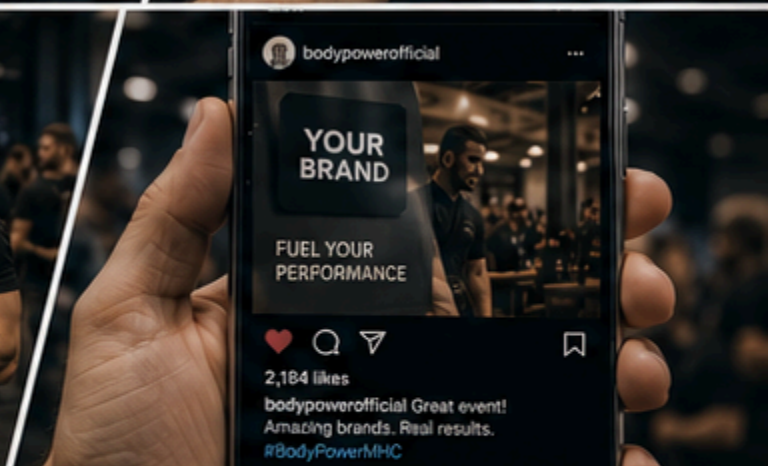 bodypowerofficial
YOUR
BRAND
FUEL YOUR
PERFORMANCE
2,184 likes
bodypowerofficial Great event!
Amazing brands. Real results.
#BodyPowerMHC